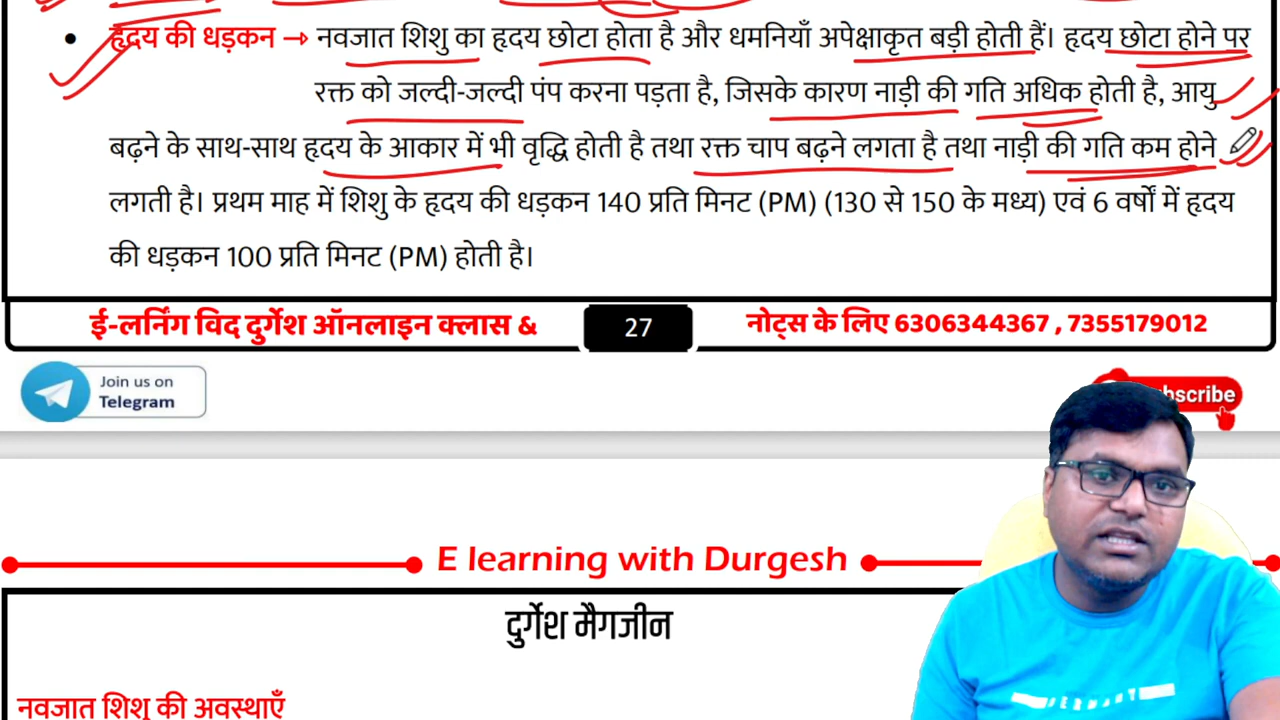 • हृदय की धड़कन → नवजात शिशु का हृदय छोटा होता है और धमनियाँ अपेक्षाकृत बड़ी होती हैं। हृदय छोटा होने पर
रक्त को जल्दी-जल्दी पंप करना पड़ता है, जिसके कारण नाड़ी की गति अधिक होती है, आयु
बढ़ने के साथ-साथ हृदय के आकार में भी वृद्धि होती है तथा रक्त चाप बढ़ने लगता है तथा नाड़ी की गति कम होने
लगती है। प्रथम माह में शिशु के हृदय की धड़कन 140 प्रति मिनट (PM) (130 से 150 के मध्य) एवं 6 वर्षों में हृदय
की धड़कन 100 प्रति मिनट (PM) होती है।
ई-लर्निंग विद दुर्गेश ऑनलाइन क्लास & 27 नोट्स के लिए 6306344367 , 7355179012
Join us on
Telegram
bscribe
E learning with Durgesh
दुर्गेश मैगजीन
नवजात शिशु की अवस्थाएँ